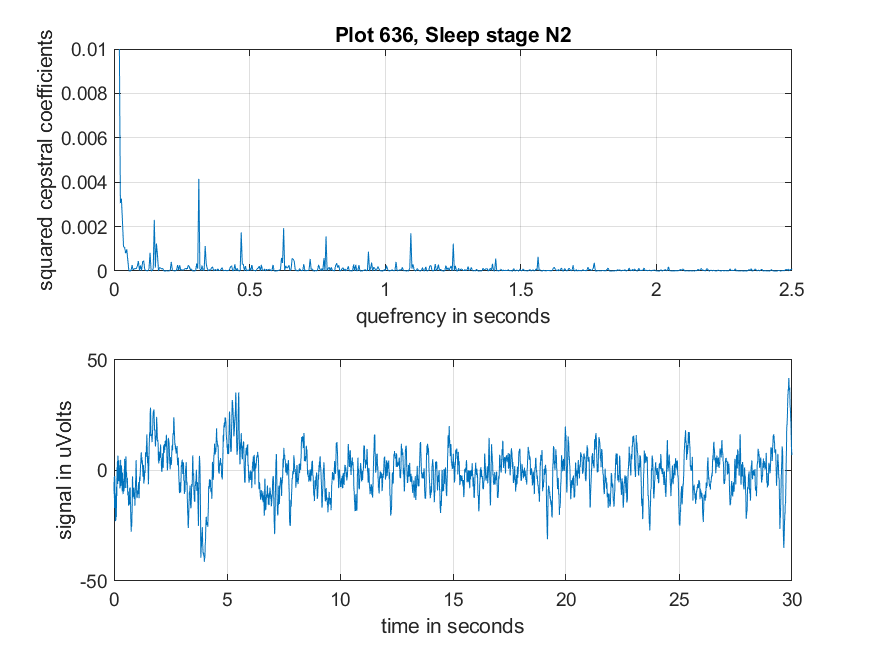 Plot 636, Sleep stage N2
squared cepstral coefficients
0.01
0.008
0.006
0.004
0.002
0
0 0.5 1 1.5 2 2.5
quefrency in seconds
signal in uVolts
50
0
-50
0 5 10 15 20 25 30
time in seconds